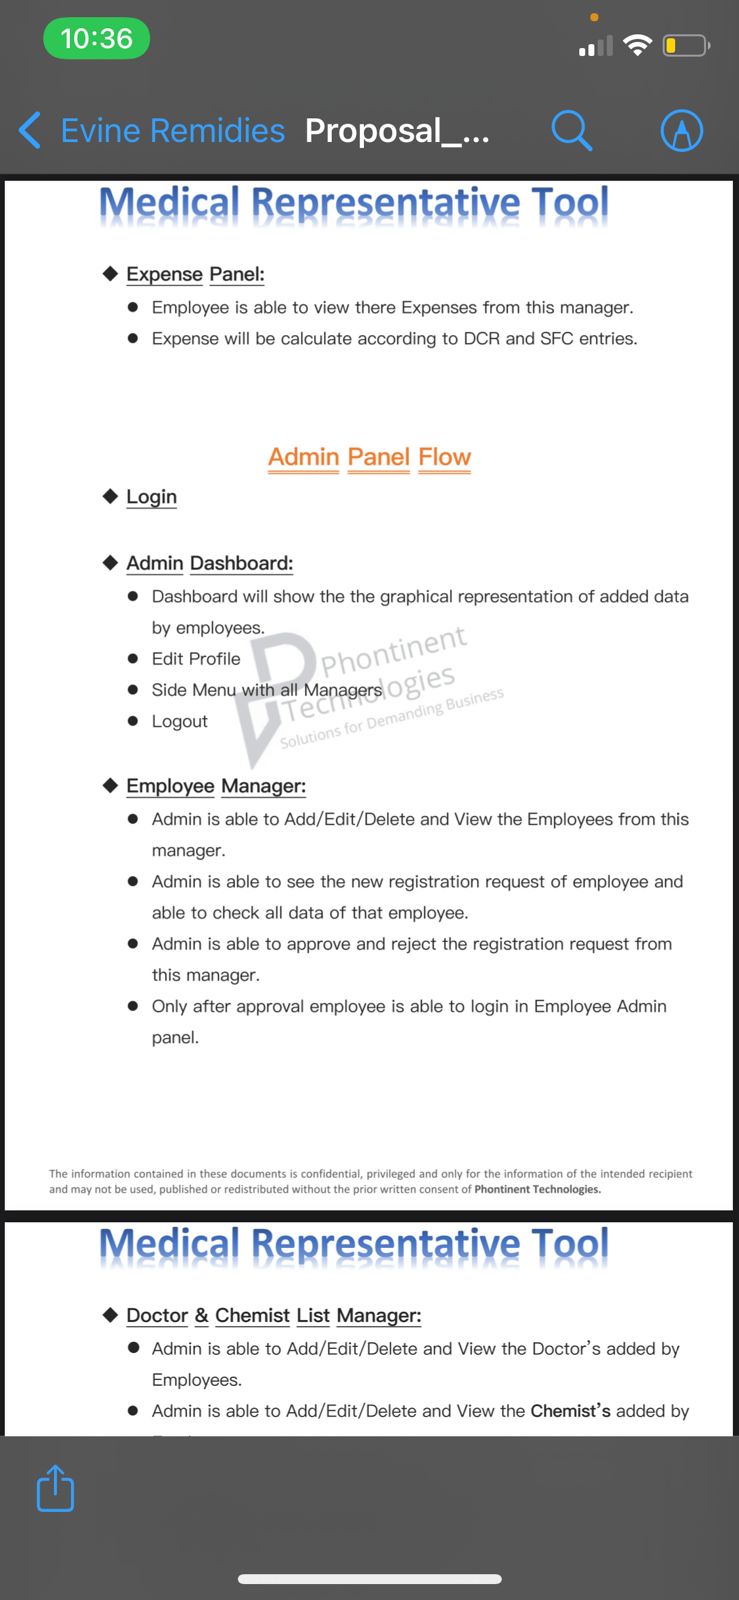 10:36
Evine Remidies Proposal_...
Medical Representative Tool
Expense Panel:
Employee is able to view there Expenses from this manager.
Expense will be calculate according to DCR and SFC entries.
Admin Panel Flow
Login
Admin Dashboard:
Dashboard will show the the graphical representation of added data
by employees.
Edit Profile
Side Menu with all Managers
Logout
Phontinent
Technologies
Solutions for Demanding Business
Employee Manager:
Admin is able to Add/Edit/Delete and View the Employees from this
manager.
Admin is able to see the new registration request of employee and
able to check all data of that employee.
Admin is able to approve and reject the registration request from
this manager.
Only after approval employee is able to login in Employee Admin
panel.
The information contained in these documents is confidential, privileged and only for the information of the intended recipient
and may not be used, published or redistributed without the prior written consent of Phontinent Technologies.
Medical Representative Tool
Doctor & Chemist List Manager:
Admin is able to Add/Edit/Delete and View the Doctor's added by
Employees.
Admin is able to Add/Edit/Delete and View the Chemist's added by